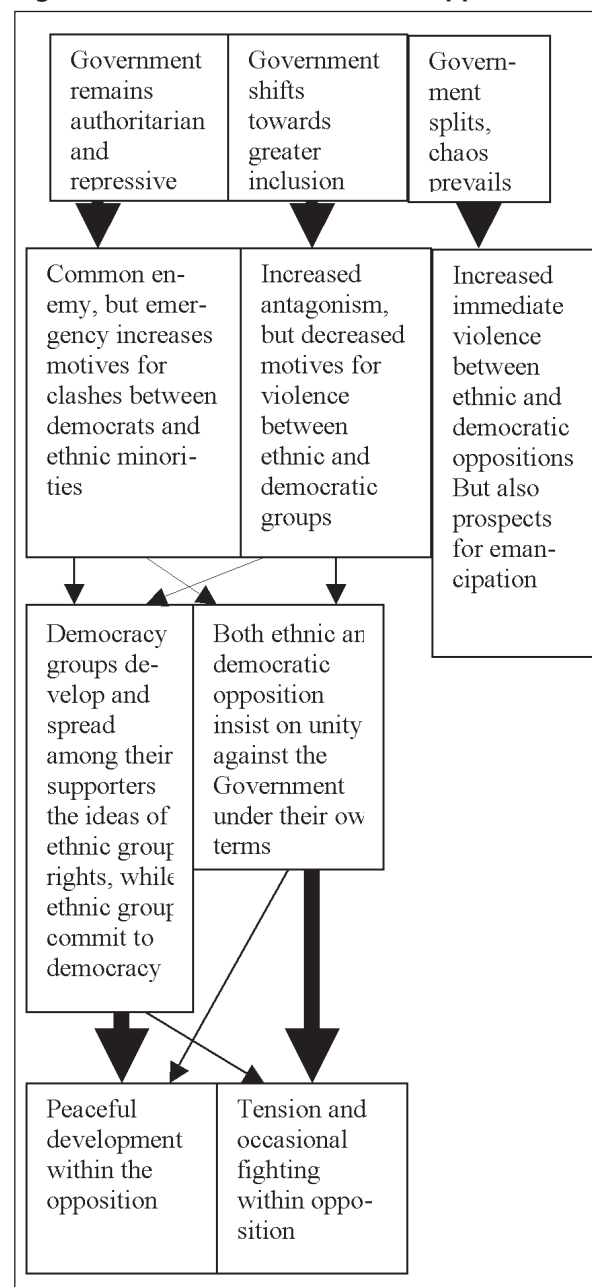 Government
remains
authoritarian
and
repressive
Government
shifts
towards
greater
inclusion
Govern-
ment
splits,
chaos
prevails
Common en-
emy, but emer-
gency increases
motives for
clashes between
democrats and
ethnic minori-
ties
Increased
antagonism,
but decreased
motives for
violence
between
ethnic and
democratic
groups
Increased
immediate
violence
between
ethnic and
democratic
oppositions
But also
prospects
for eman-
cipation
Democracy
groups de-
velop and
spread
among their
supporters
the ideas of
ethnic group
rights, while
ethnic group
commit to
democracy
Both ethnic an
democratic
opposition
insist on unity
against the
Government
under their ow
terms
Peaceful
development
within the
opposition
Tension and
occasional
fighting
within oppo-
sition